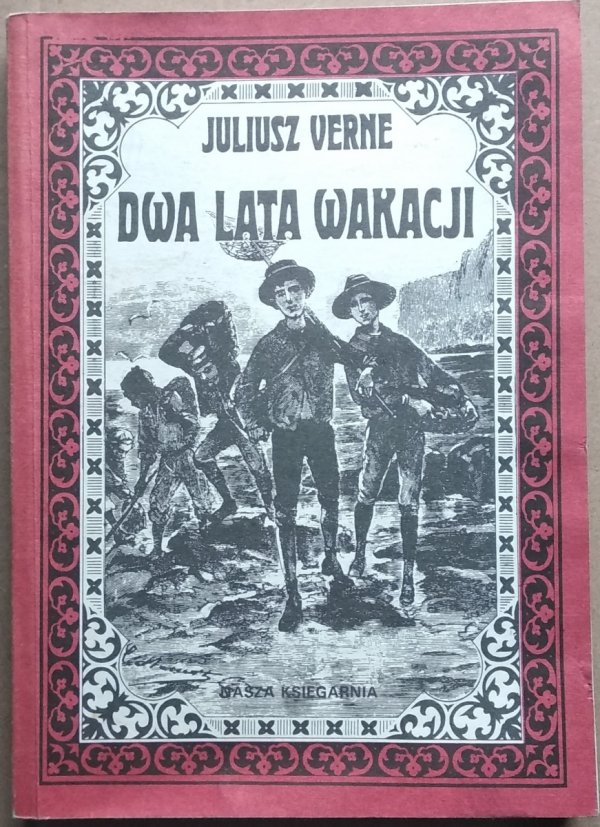 JULIUSZ VERNE
DWA LATA WAKACJI
NASZA KSIĘGARNIA